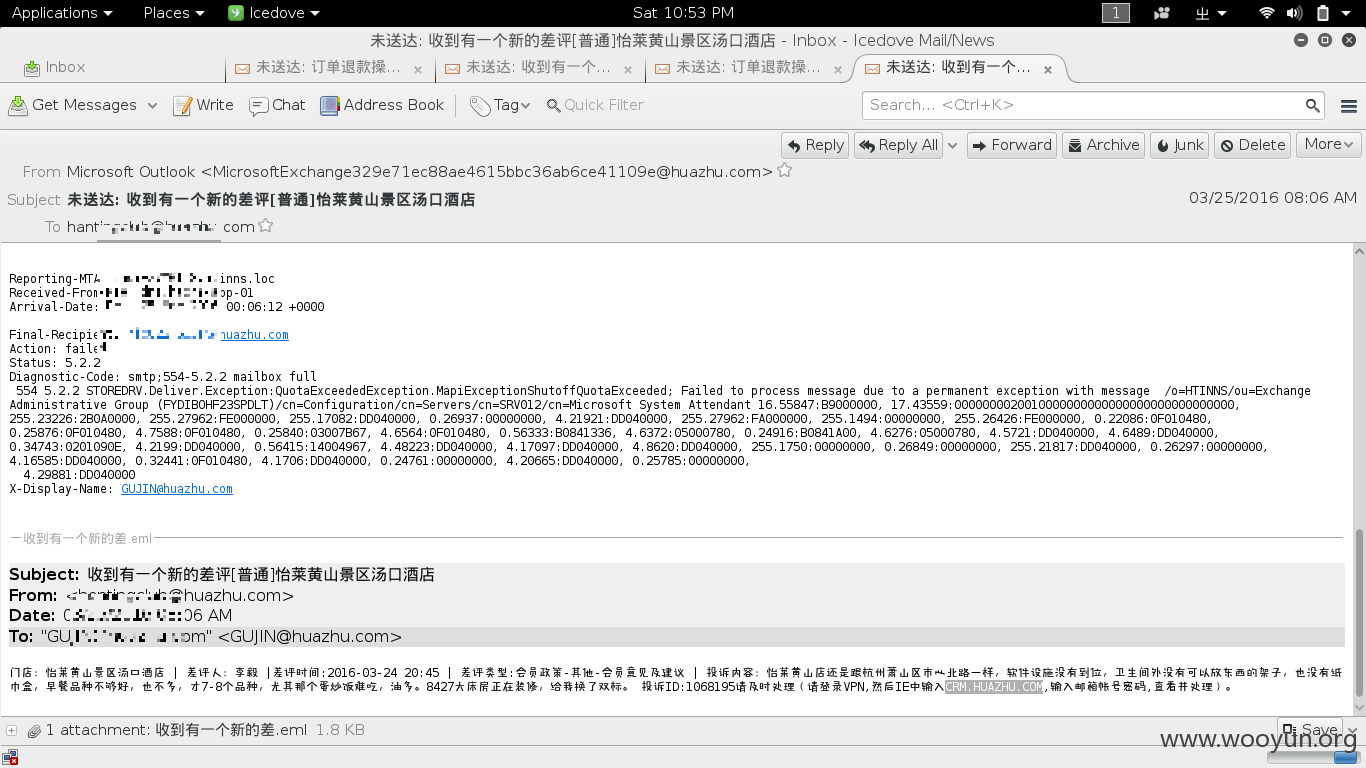 Applications Places Icedove Sat 10:53 PM 1
未送达: 收到有一个新的差评[普通]怡莱黄山景区汤口酒店 - Inbox - Icedove Mail/News
Inbox 未送达: 订单退款操... 未送达: 收到有一个... 未送达: 订单退款操... 未送达: 收到有一个...
Get Messages Write Chat Address Book Tag Quick Filter Search... <Ctrl+K>
Reply Reply All Forward Archive Junk Delete More
From Microsoft Outlook <MicrosoftExchange329e71ec88ae4615bbc36ab6ce41109e@huazhu.com>
Subject 未送达: 收到有一个新的差评[普通]怡莱黄山景区汤口酒店 03/25/2016 08:06 AM
To com
Reporting-MTA inns.loc
Received-From pp-01
Arrival-Date: 00:06:12 +0000
Final-Recipie huazhu.com
Action: faile
Status: 5.2.2
Diagnostic-Code: smtp;554-5.2.2 mailbox full
554 5.2.2 STOREDRV.Deliver.Exception:QuotaExceededException.MapiExceptionShutoffQuotaExceeded; Failed to process message due to a permanent exception with message /o=HTINNS/ou=Exchange
Administrative Group (FYDIBOHF23SPDLT)/cn=Configuration/cn=Servers/cn=SRV012/cn=Microsoft System Attendant 16.55847:B9000000, 17.43559:0000000020010000000000000000000000000000,
255.23226:2B0A0000, 255.27962:FE000000, 255.17082:DD040000, 0.26937:00000000, 4.21921:DD040000, 255.27962:FA000000, 255.1494:00000000, 255.26426:FE000000, 0.22086:0F010480,
0.25876:0F010480, 4.7588:0F010480, 0.25840:03007B67, 4.6564:0F010480, 0.56333:B0841336, 4.6372:05000780, 0.24916:B0841A00, 4.6276:05000780, 4.5721:DD040000, 4.6489:DD040000,
0.34743:0201090E, 4.2199:DD040000, 0.56415:14004967, 4.48223:DD040000, 4.17097:DD040000, 4.8620:DD040000, 255.1750:00000000, 0.26849:00000000, 255.21817:DD040000, 0.26297:00000000,
4.16585:DD040000, 0.32441:0F010480, 4.1706:DD040000, 0.24761:00000000, 4.20665:DD040000, 0.25785:00000000,
4.29881:DD040000
X-Display-Name: GUJIN@huazhu.com
收到有一个新的差.eml
Subject: 收到有一个新的差评[普通]怡莱黄山景区汤口酒店
From: @huazhu.com>
Date: 06 AM
To: "GU om" <GUJIN@huazhu.com>
门店：怡莱黄山景区汤口酒店 | 差评人：李毅 |差评时间:2016-03-24 20:45 | 差评类型:会员政策-其他-会员意见及建议 | 投诉内容：怡莱黄山店还是跟杭州萧山区市心北路一样，软件设施没有到位，卫生间外没有可以放东西的架子，也没有纸
巾盒，早餐品种不够好，也不多，才7-8个品种，尤其那个蛋炒饭难吃，油多。8427大床房正在装修，给我换了双标。 投诉ID:1068195请及时处理（请登录VPN,然后IE中输入CRM.HUAZHU.COM,输入邮箱帐号密码,查看并处理）。
1 attachment: 收到有一个新的差.eml 1.8 KB Save
www.wooyun.org